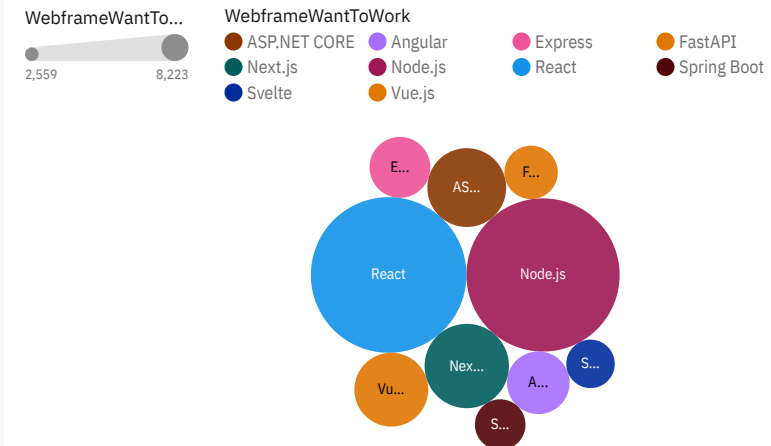 WebframeWantTo...
2,559 8,223
WebframeWantToWork
ASP.NET CORE Angular Express FastAPI
Next.js Node.js React Spring Boot
Svelte Vue.js
E...
AS...
F...
React
Node.js
Nex...
Vu...
A...
S...
S...